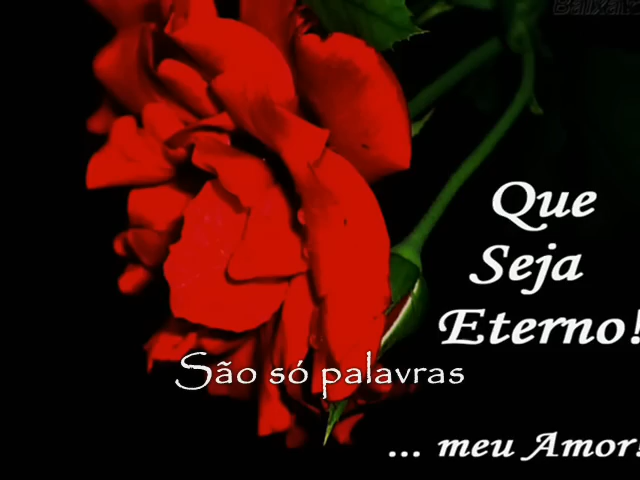 Que
Seja
Eterno!
São só palavras
... meu Amor!